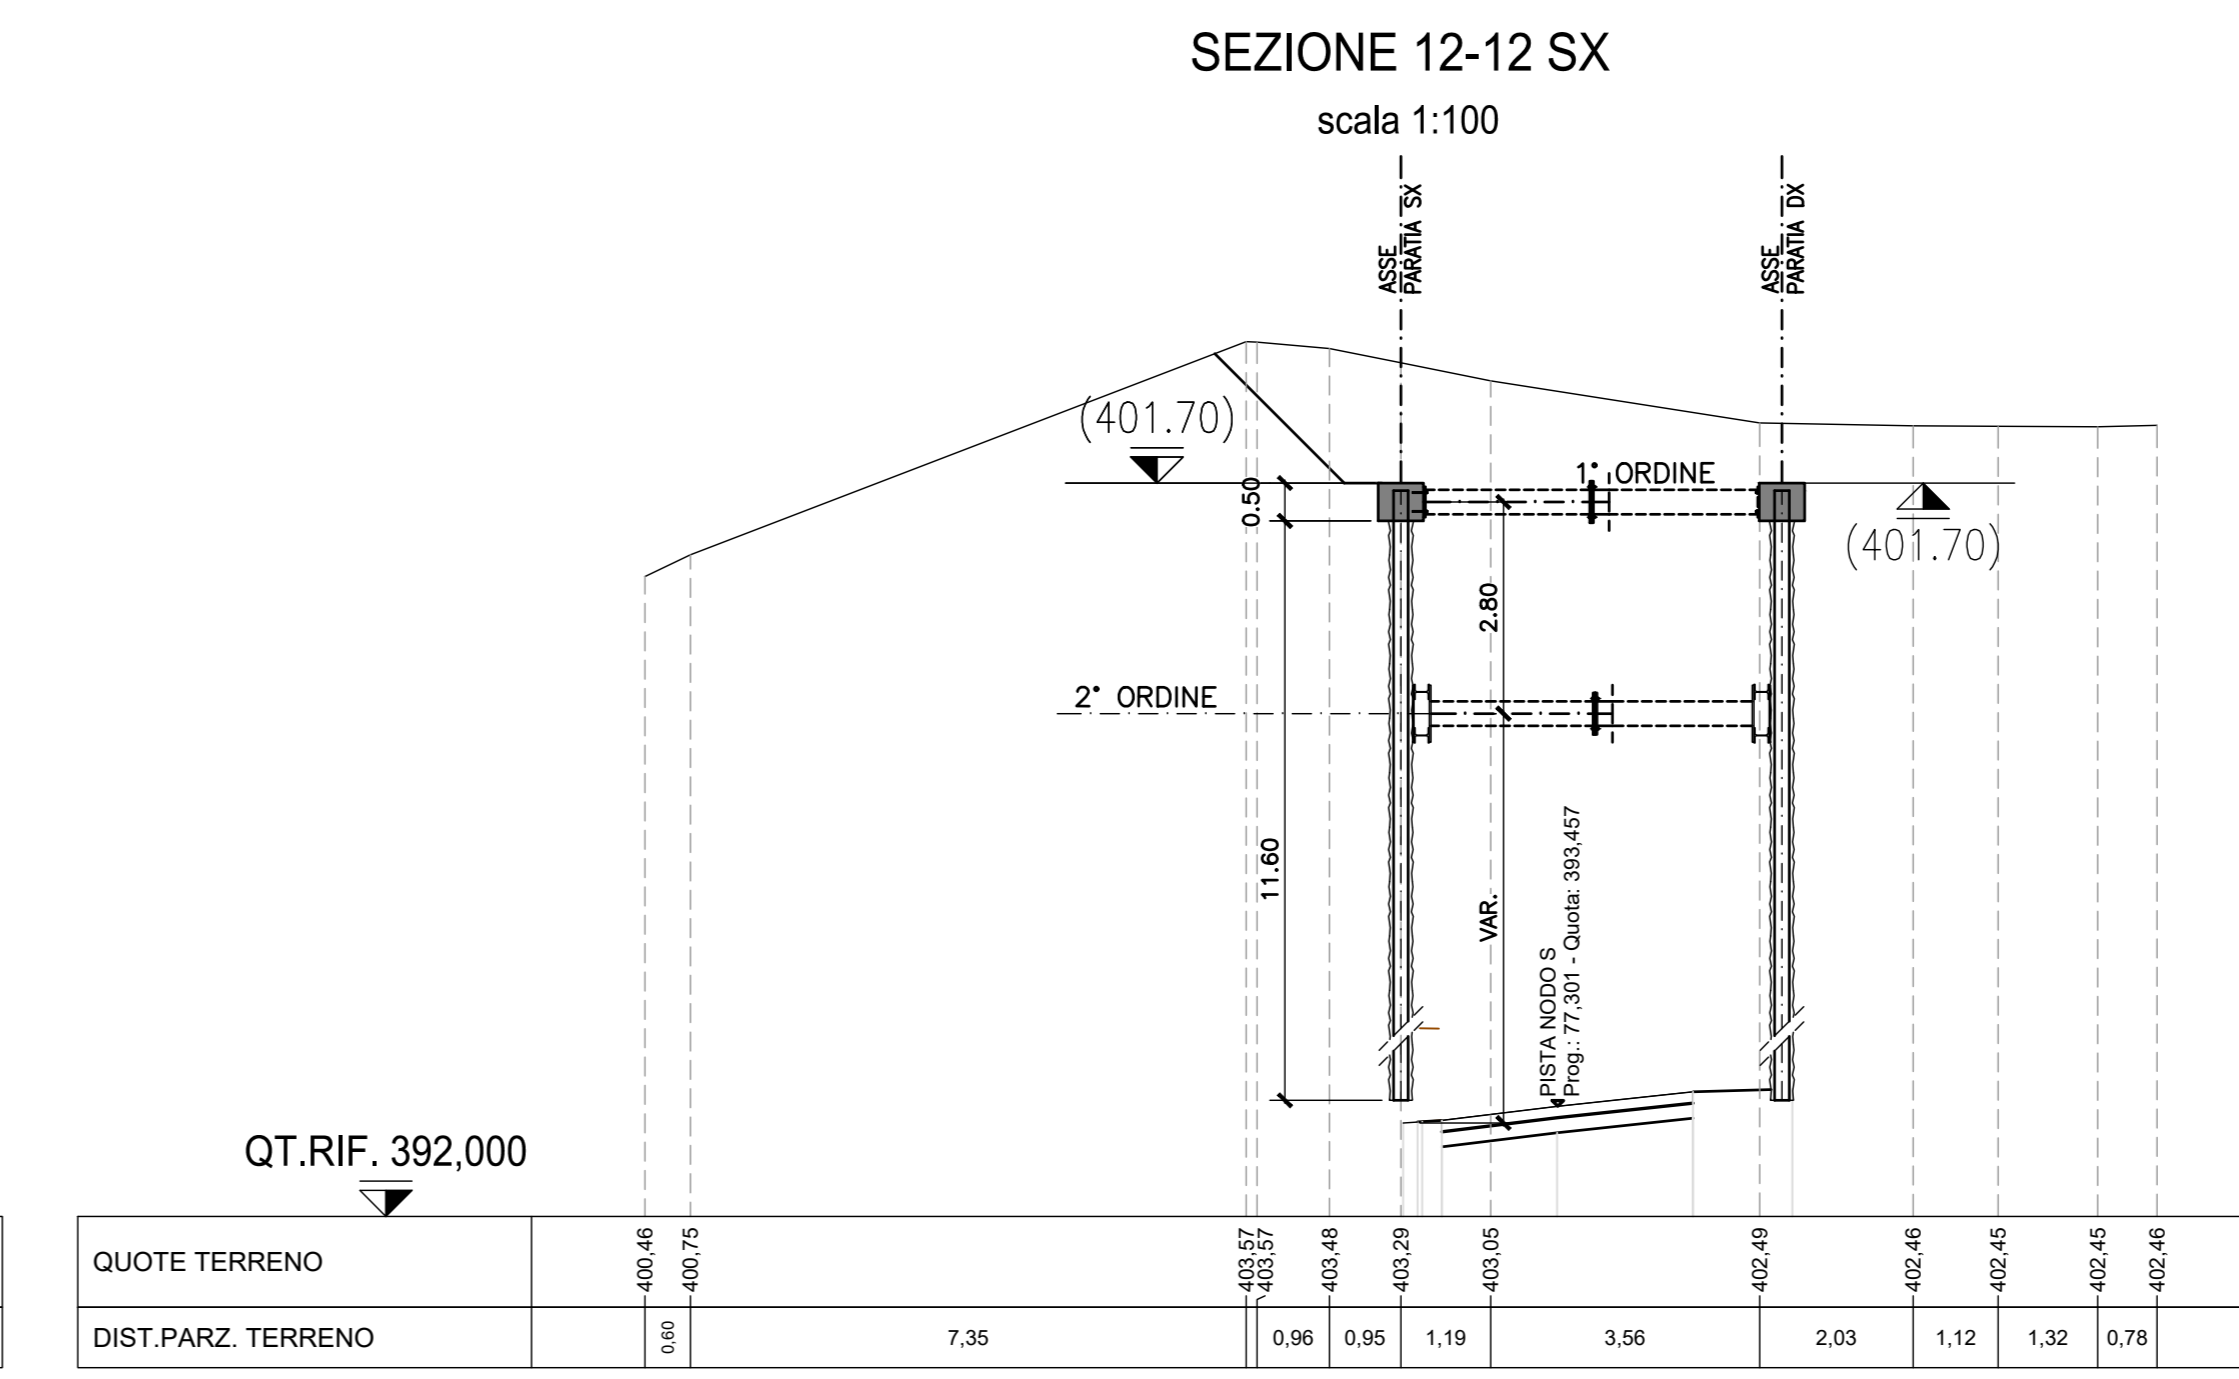 SEZIONE 12-12 SX
scala 1:100
ASSE
PARATIA SX
ASSE
PARATIA DX
(401.70)
1° ORDINE
0.50
(401.70)
2.80
2° ORDINE
11.60
VAR.
PISTA NODO S
Prog.: 77,301 - Quota: 393,457
QT.RIF. 392,000
QUOTE TERRENO
400,46
400,75
403,57
403,57
403,48
403,29
403,05
402,49
402,46
402,45
402,45
402,46
DIST.PARZ. TERRENO
0,60
7,35
0,96
0,95
1,19
3,56
2,03
1,12
1,32
0,78